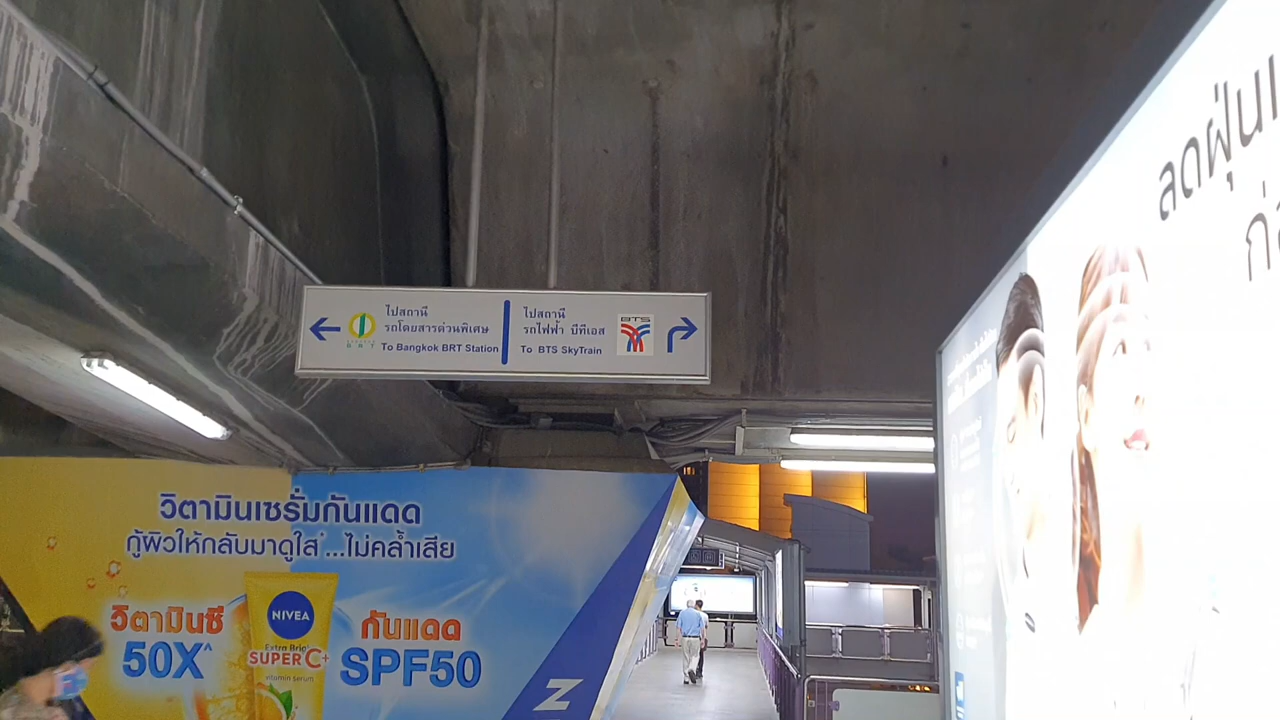 ไปสถานี
รถโดยสารด่วนพิเศษ
To Bangkok BRT Station
ไปสถานี
รถไฟฟ้า บีทีเอส
To BTS SkyTrain
BTS
BRT
วิตามินเซรั่มกันแดด
กู้ผิวให้กลับมาดูใส ...ไม่คล้ำเสีย
วิตามินซี
50X^
NIVEA
Extra Bright
SUPER C+
vitamin serum
กันแดด
SPF50
Z
ลดฝุ่น